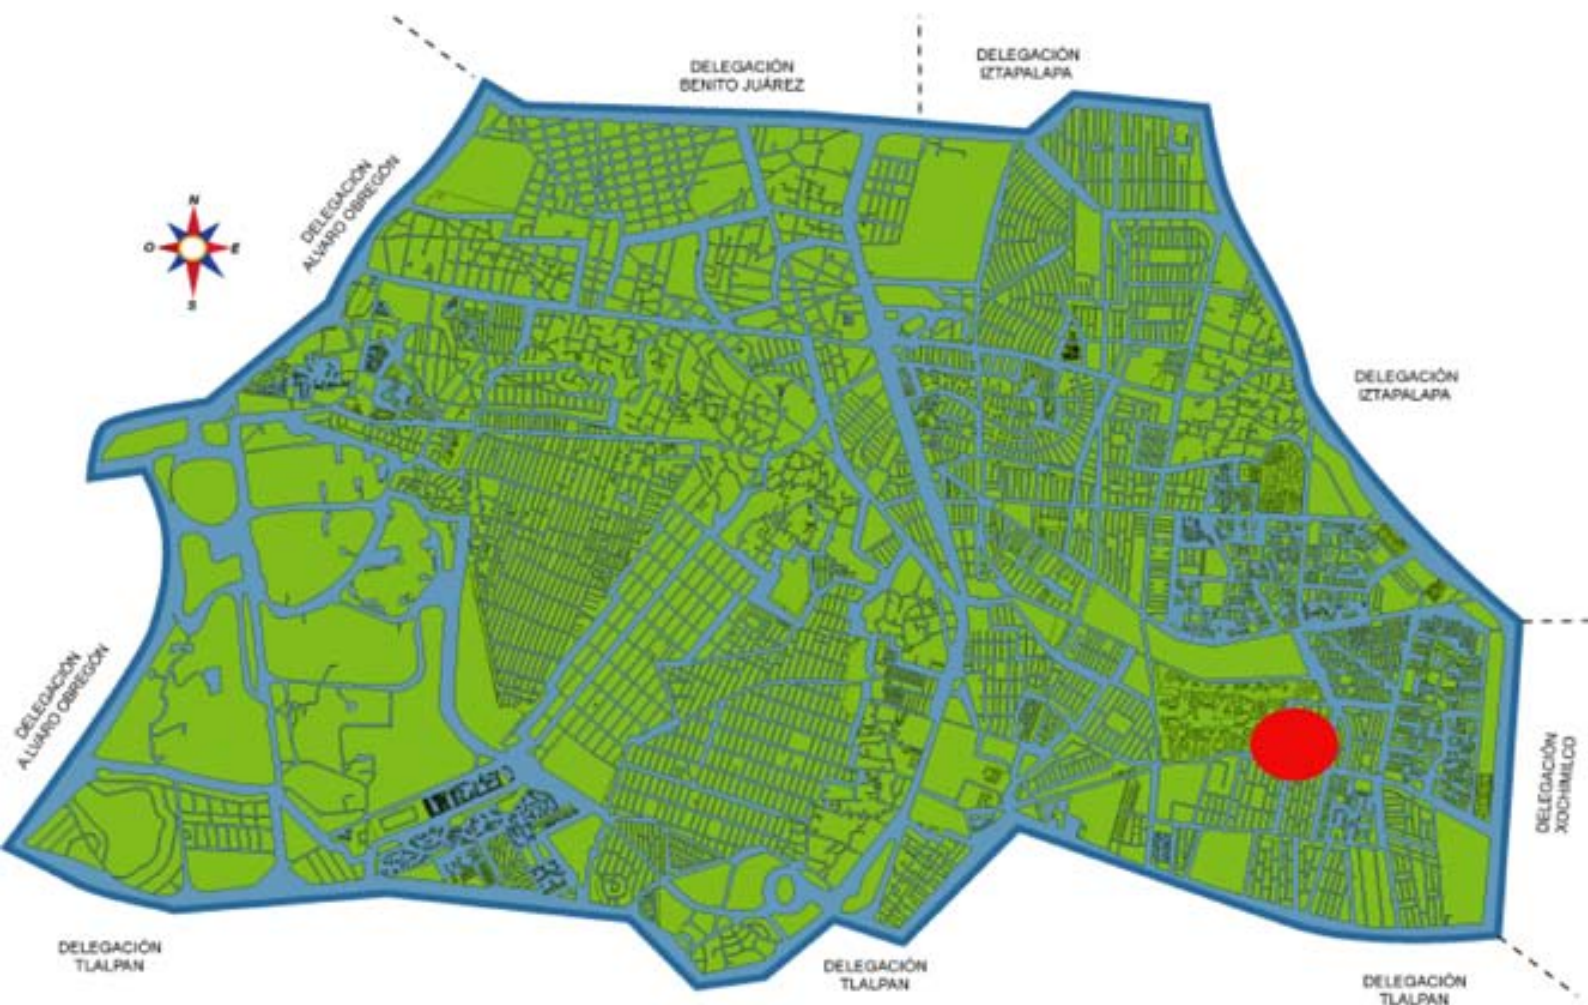 DELEGACIÓN
BENITO JUÁREZ
DELEGACIÓN
IZTAPALAPA
DELEGACIÓN
ALVARO OBREGÓN
N
O
E
S
DELEGACIÓN
IZTAPALAPA
DELEGACIÓN
ALVARO OBREGÓN
DELEGACIÓN
XOCHIMILCO
DELEGACIÓN
TLALPAN
DELEGACIÓN
TLALPAN
DELEGACIÓN
TLALPAN